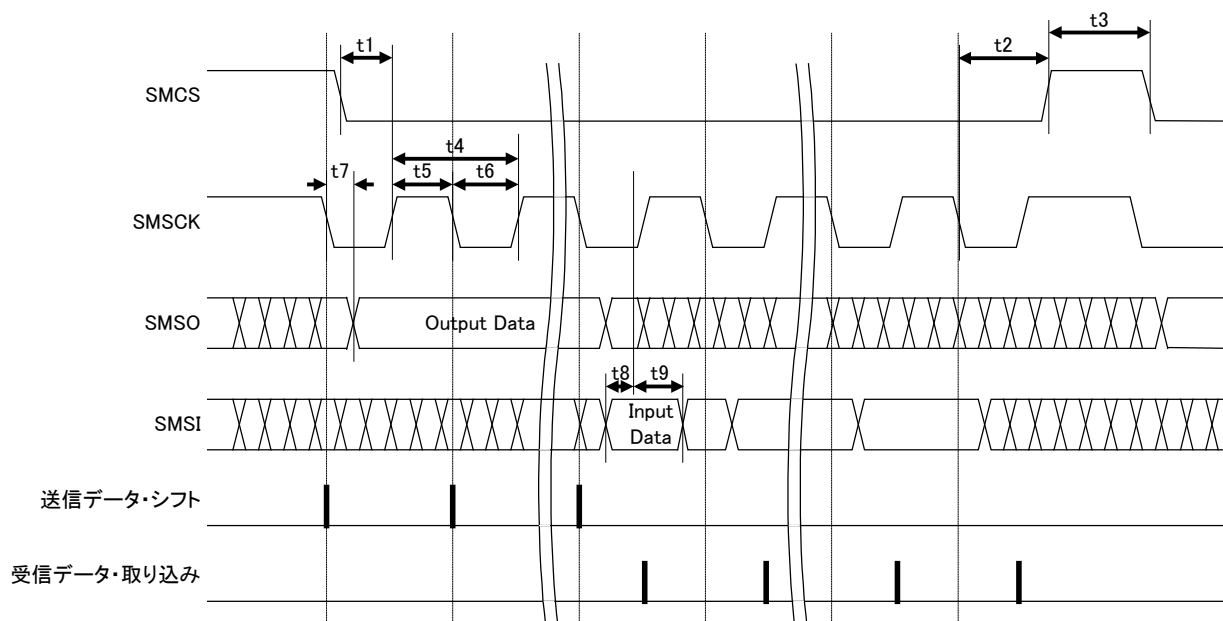 t1
t2
t3
SMCS
t4
t7
t5
t6
SMSCK
SMSO
Output Data
t8
t9
SMSI
Input
Data
送信データ・シフト
受信データ・取り込み